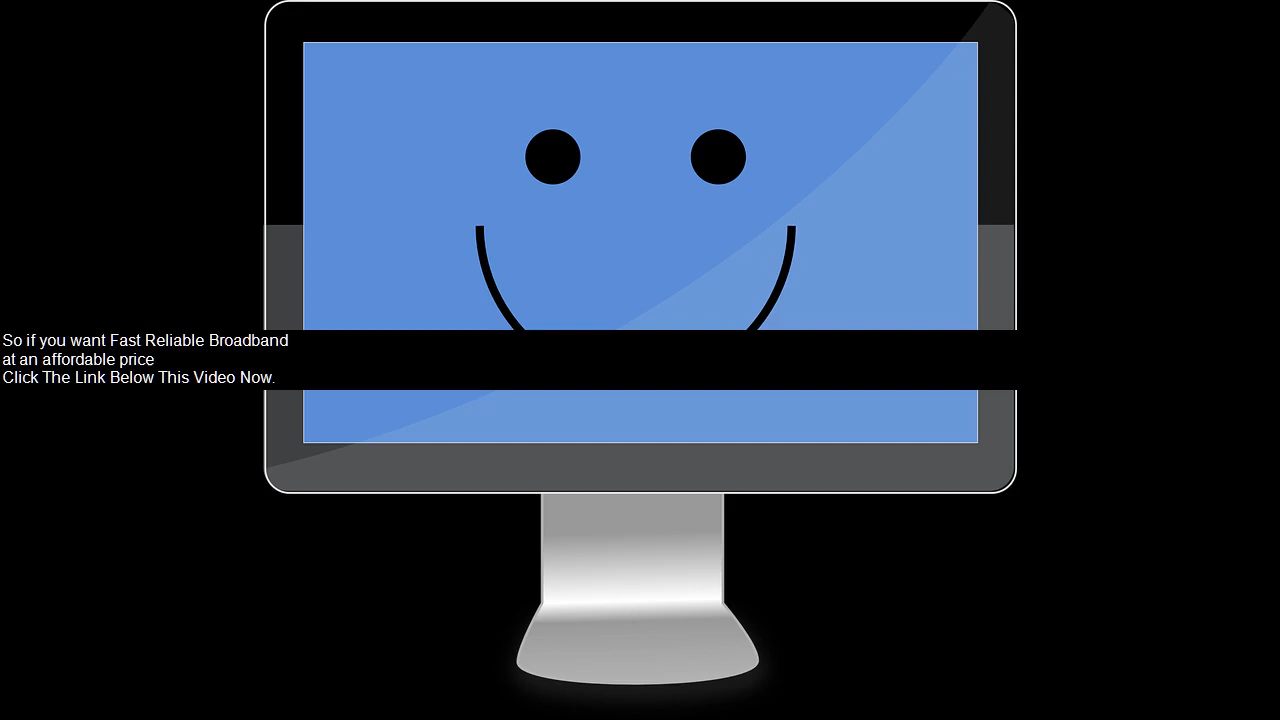 So if you want Fast Reliable Broadband
at an affordable price
Click The Link Below This Video Now.